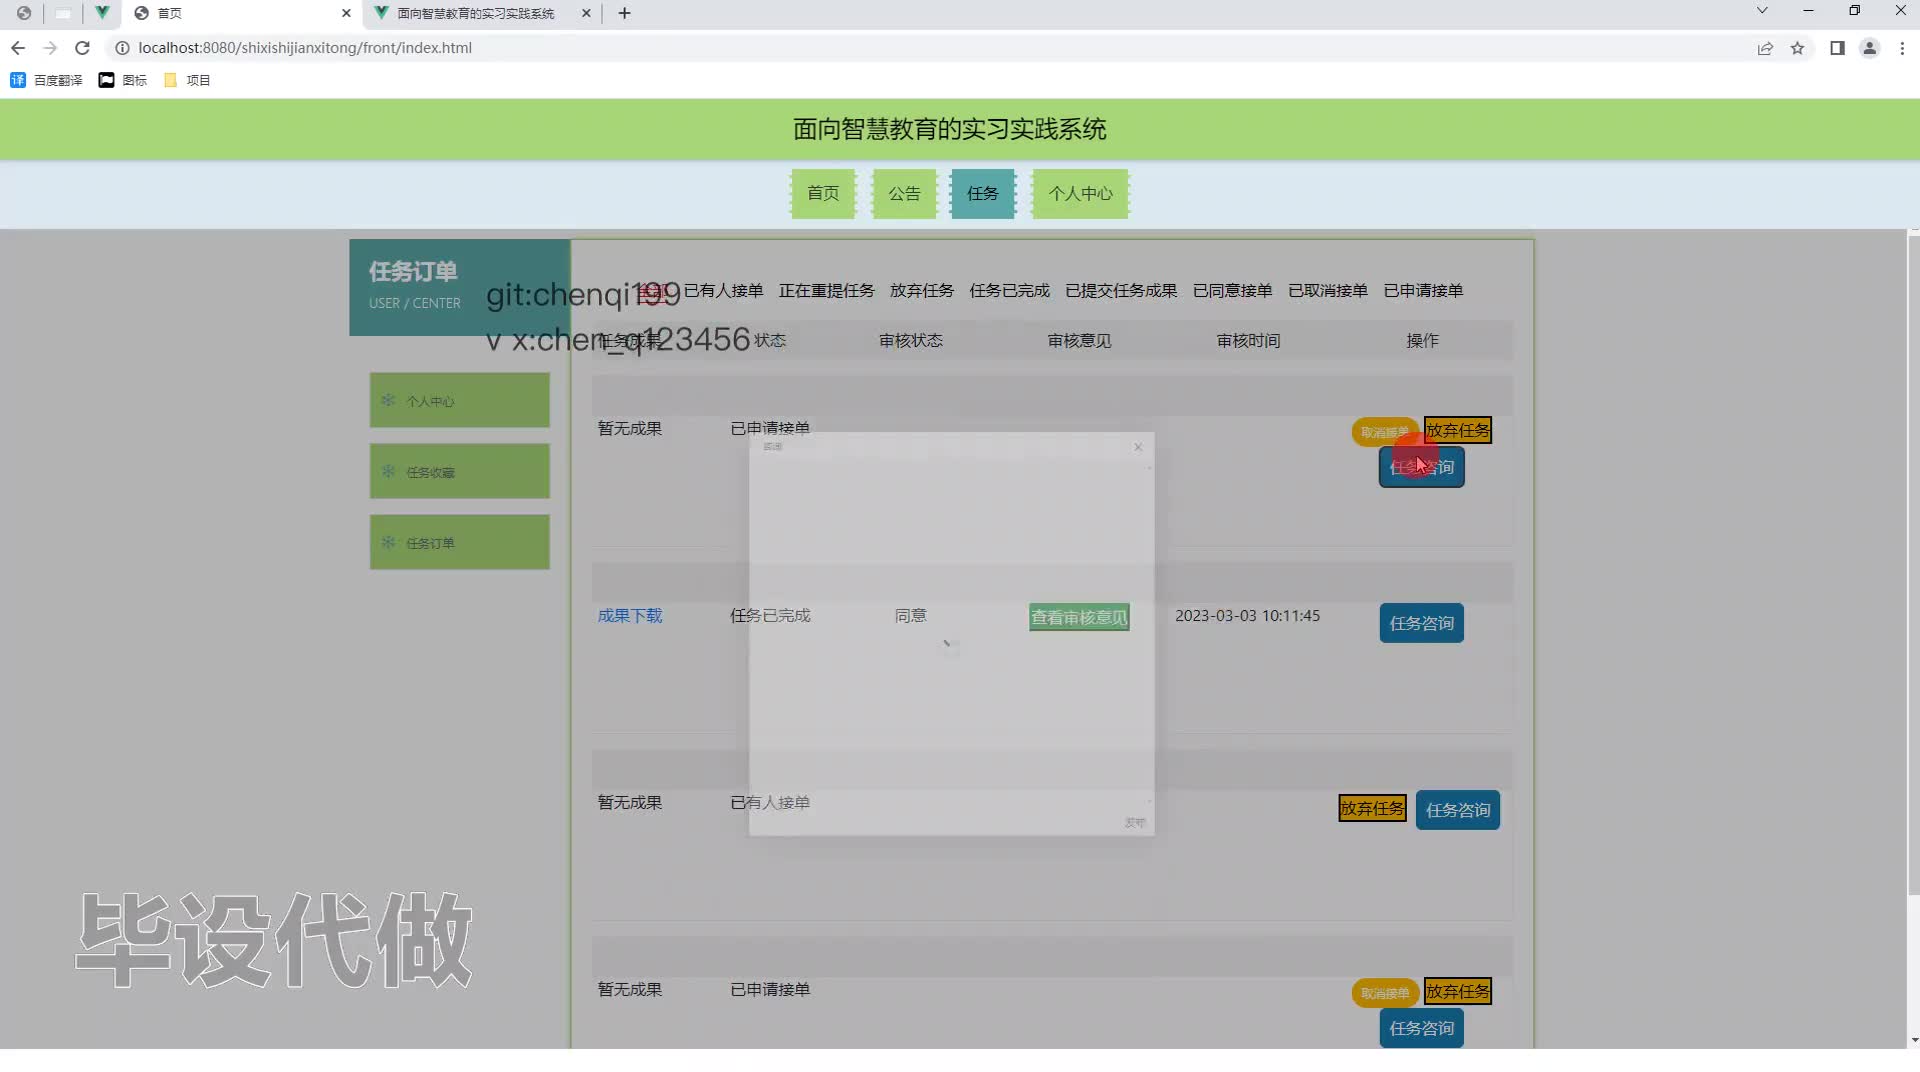 首页
面向智慧教育的实习实践系统
localhost:8080/shixishijianxitong/front/index.html
百度翻译 图标 项目
面向智慧教育的实习实践系统
首页 公告 任务 个人中心
任务订单
USER / CENTER
git:chenqi199
v x:chen_q123456
全部 已有人接单 正在重提任务 放弃任务 任务已完成 已提交任务成果 已同意接单 已取消接单 已申请接单
任务成果 状态 审核状态 审核意见 审核时间 操作
个人中心
任务收藏
任务订单
暂无成果 已申请接单 取消接单 放弃任务
任务咨询
咨询
成果下载 任务已完成 同意 查看审核意见 2023-03-03 10:11:45 任务咨询
暂无成果 已有人接单 放弃任务 任务咨询
发布
暂无成果 已申请接单 取消接单 放弃任务
任务咨询
毕设代做